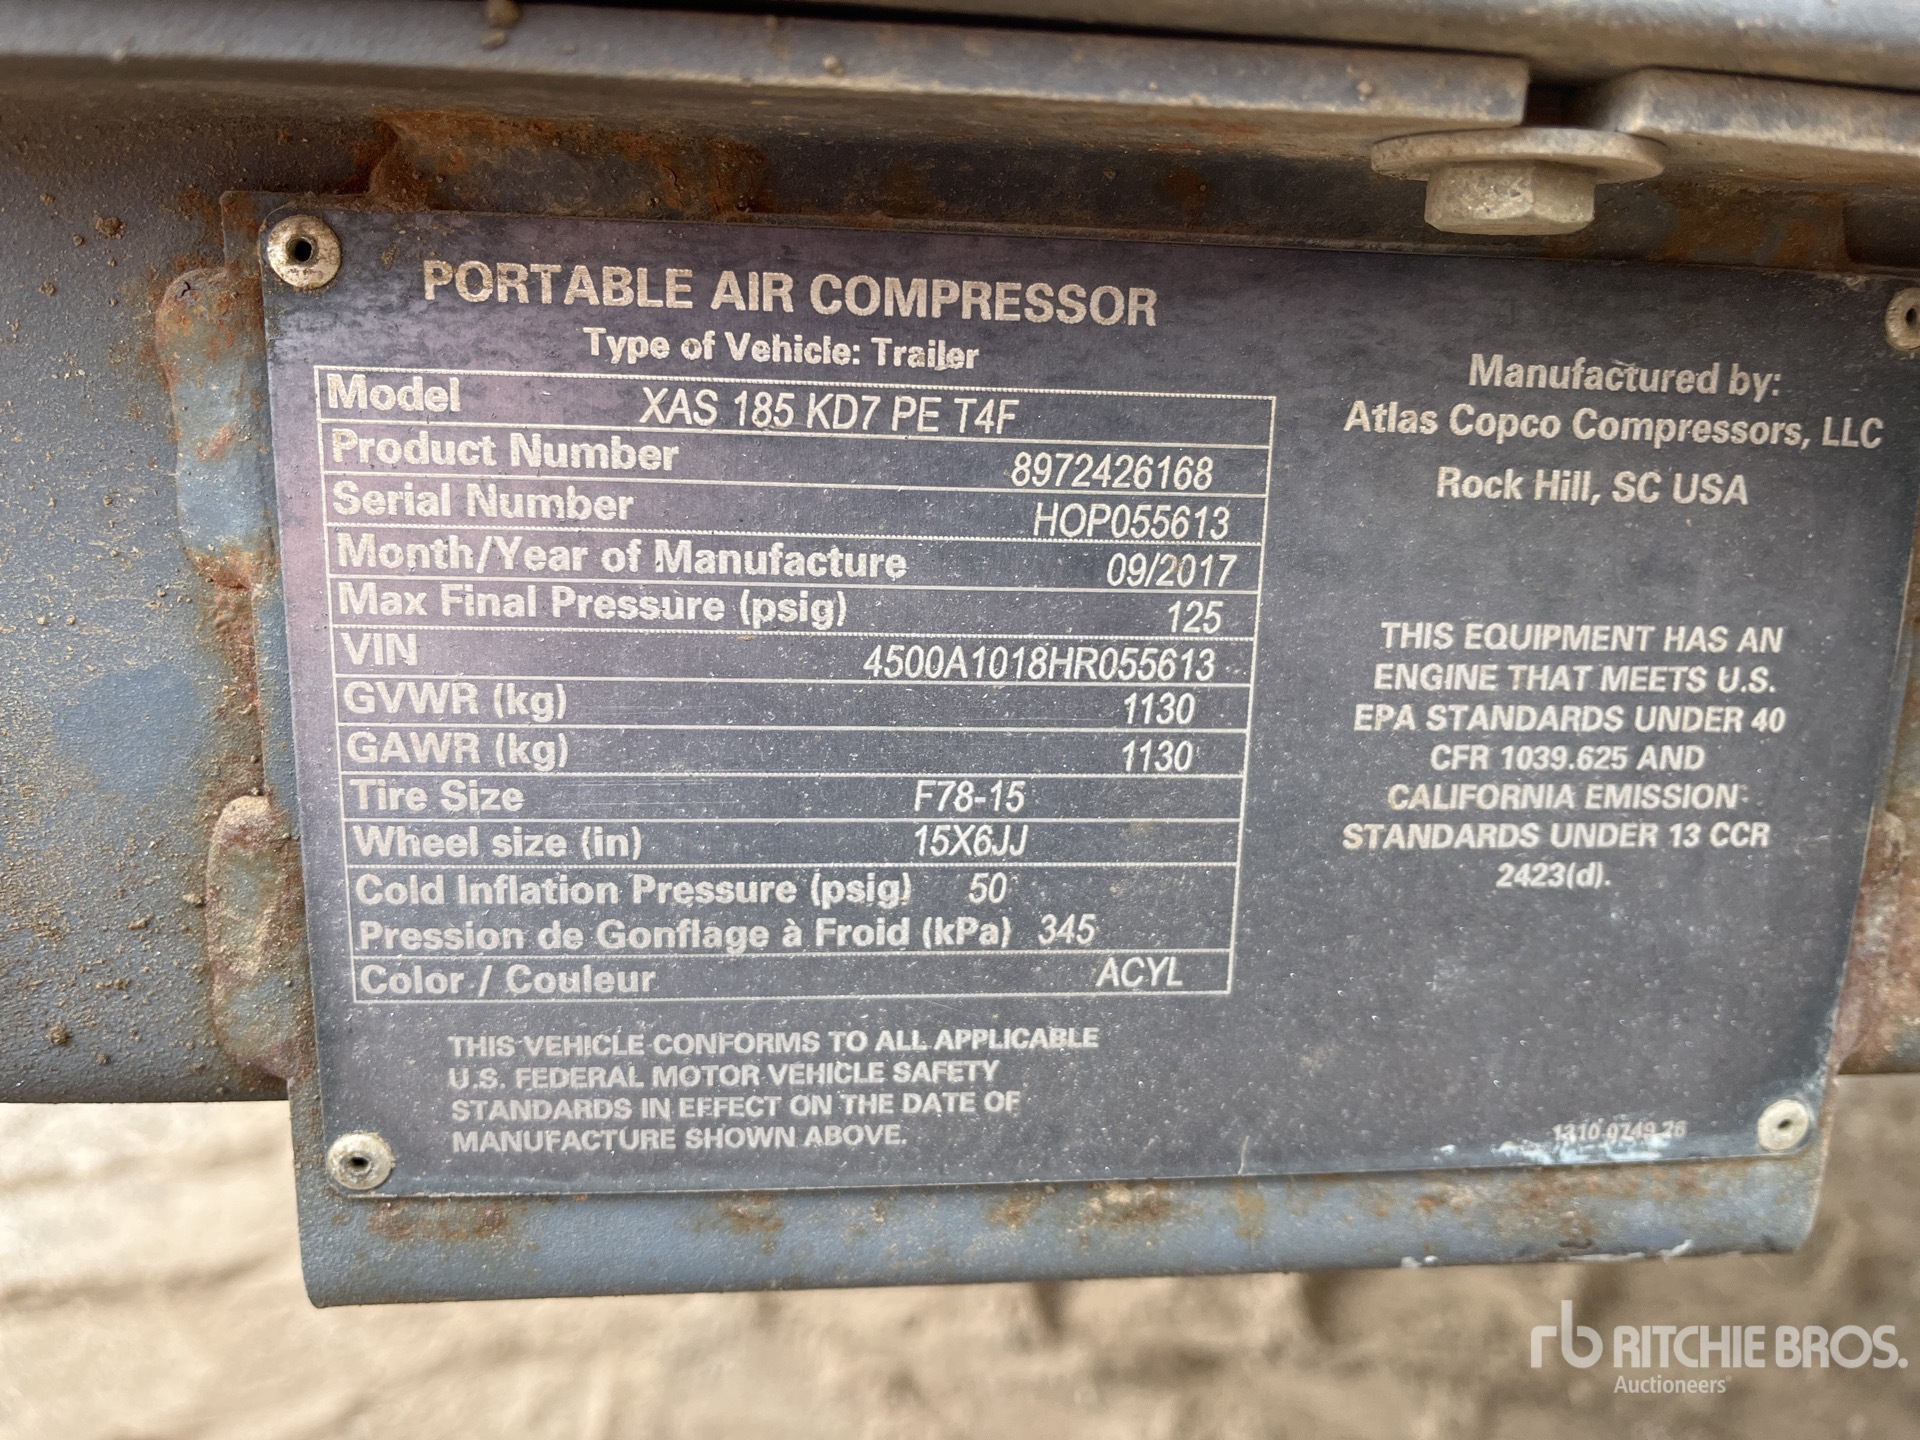 PORTABLE AIR COMPRESSOR
Type of Vehicle: Trailer
Model XAS 185 KD7 PE T4F
Product Number 8972426168
Serial Number HOP055613
Month/Year of Manufacture 09/2017
Max Final Pressure (psig) 125
VIN 4500A1018HR055613
GVWR (kg) 1130
GAWR (kg) 1130
Tire Size F78-15
Wheel size (in) 15X6JJ
Cold Inflation Pressure (psig) 50
Pression de Gonflage à Froid (kPa) 345
Color / Couleur ACYL
THIS VEHICLE CONFORMS TO ALL APPLICABLE
U.S. FEDERAL MOTOR VEHICLE SAFETY
STANDARDS IN EFFECT ON THE DATE OF
MANUFACTURE SHOWN ABOVE.
Manufactured by:
Atlas Copco Compressors, LLC
Rock Hill, SC USA
THIS EQUIPMENT HAS AN
ENGINE THAT MEETS U.S.
EPA STANDARDS UNDER 40
CFR 1039.625 AND
CALIFORNIA EMISSION
STANDARDS UNDER 13 CCR
2423(d).
1310 0749 26
rb RITCHIE BROS.
Auctioneers